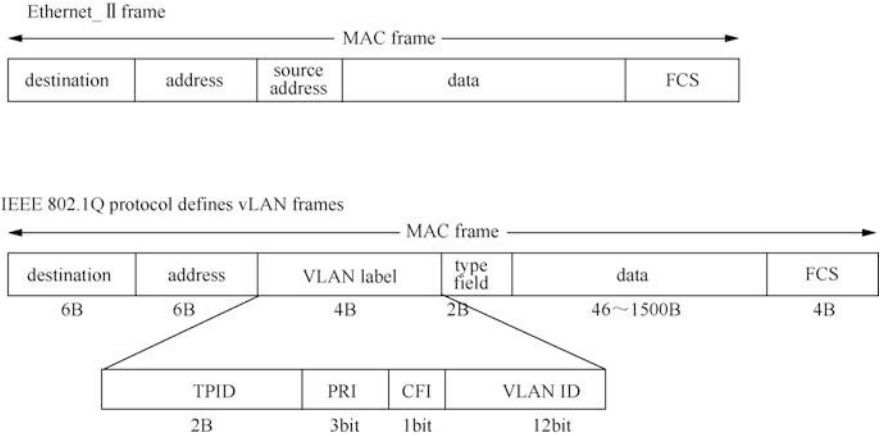 Ethernet_Ⅱ frame
MAC frame
destination address source address data FCS
IEEE 802.1Q protocol defines vLAN frames
MAC frame
destination address VLAN label type field data FCS
6B 6B 4B 2B 46～1500B 4B
TPID PRI CFI VLAN ID
2B 3bit 1bit 12bit